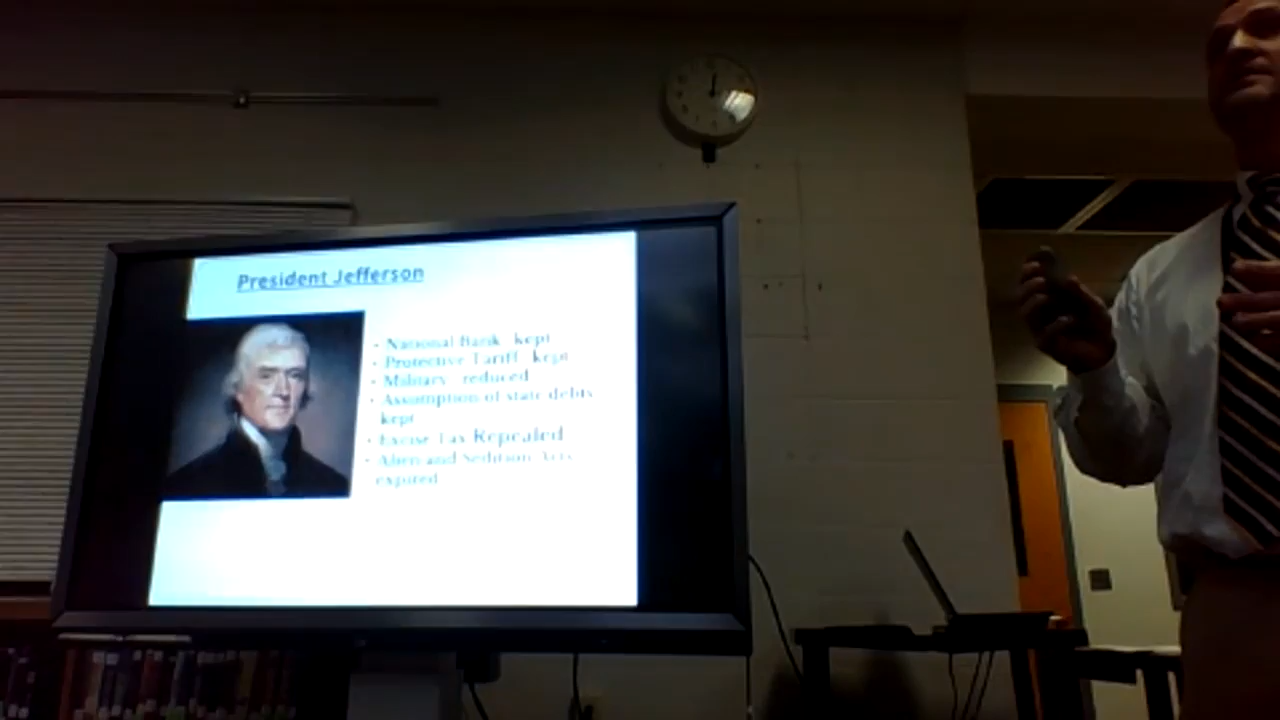 President Jefferson
• National Bank kept
• Protective Tariff kept
• Military reduced
• Assumption of state debts
kept
• Excise Tax Repealed
• Alien and Sedition Acts
expired